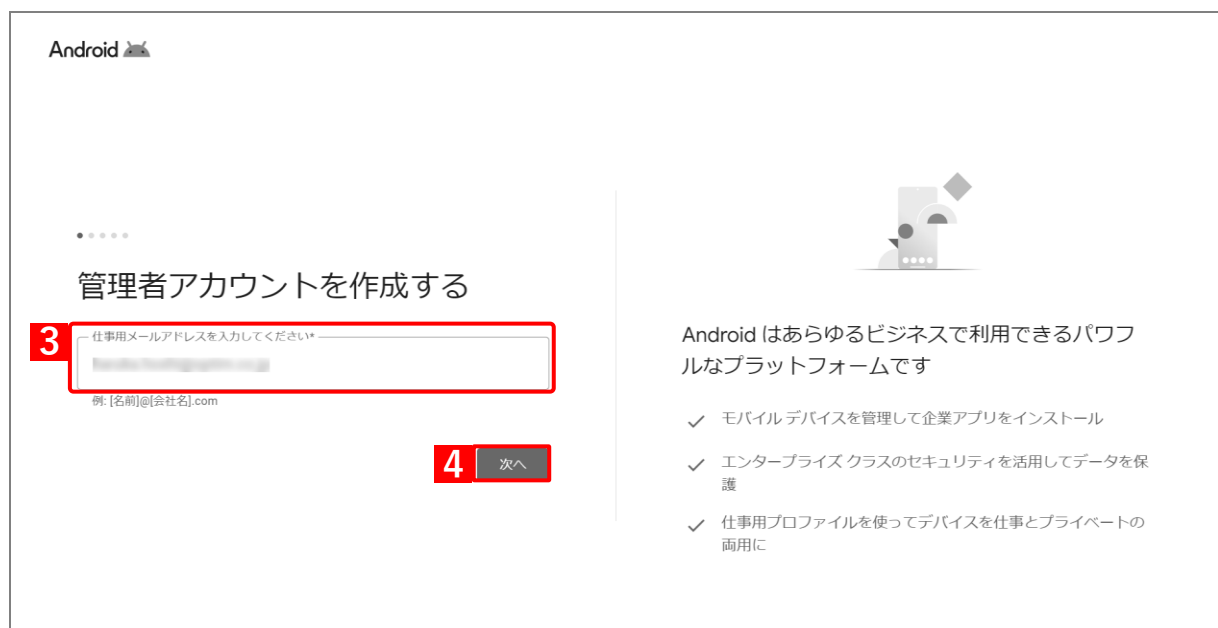 Android
管理者アカウントを作成する
3
仕事用メールアドレスを入力してください*
例: [名前]@[会社名].com
4
次へ
Android はあらゆるビジネスで利用できるパワフ
ルなプラットフォームです
モバイル デバイスを管理して企業アプリをインストール
エンタープライズ クラスのセキュリティを活用してデータを保
護
仕事用プロファイルを使ってデバイスを仕事とプライベートの
両用に